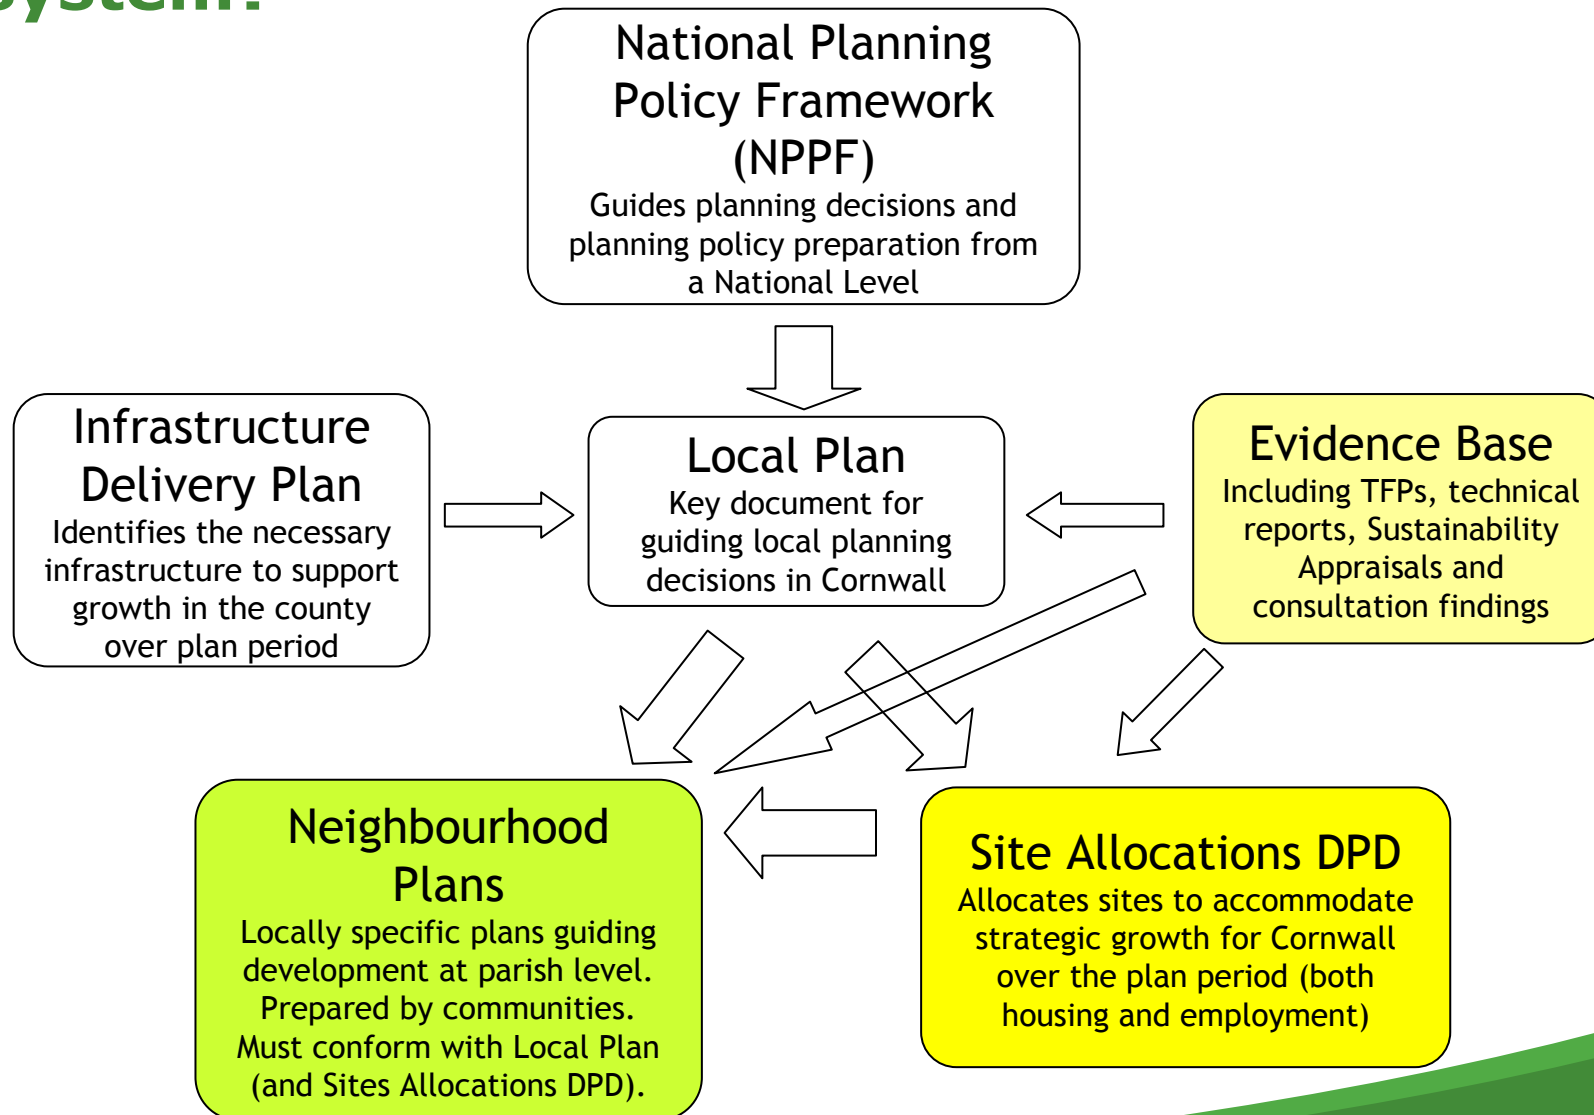 system?
National Planning
Policy Framework
(NPPF)
Guides planning decisions and
planning policy preparation from
a National Level
Infrastructure
Delivery Plan
Identifies the necessary
infrastructure to support
growth in the county
over plan period
Local Plan
Key document for
guiding local planning
decisions in Cornwall
Evidence Base
Including TFPs, technical
reports, Sustainability
Appraisals and
consultation findings
Neighbourhood
Plans
Locally specific plans guiding
development at parish level.
Prepared by communities.
Must conform with Local Plan
(and Sites Allocations DPD).
Site Allocations DPD
Allocates sites to accommodate
strategic growth for Cornwall
over the plan period (both
housing and employment)